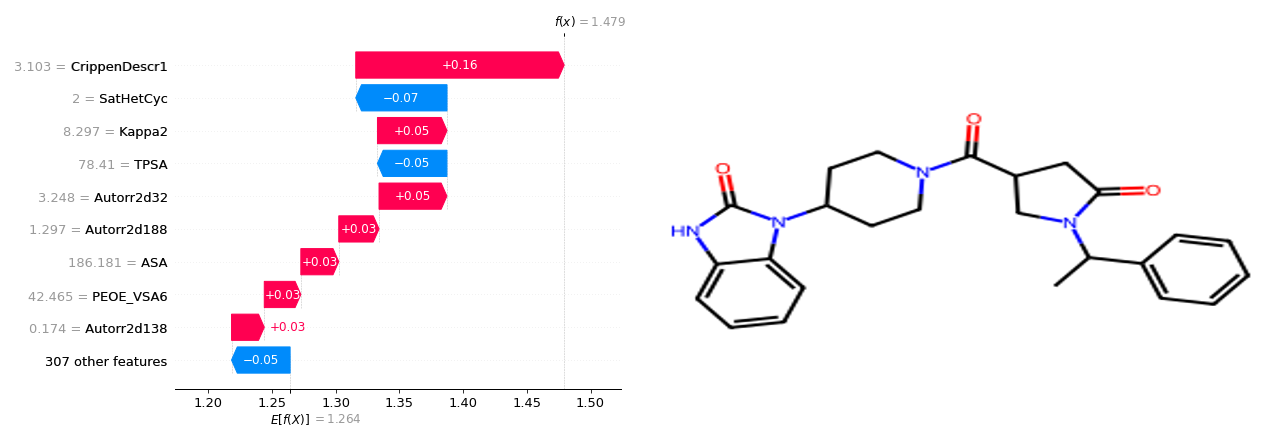 f(x) = 1.479
3.103 = CrippenDescr1
+0.16
2 = SatHetCyc
−0.07
8.297 = Kappa2
+0.05
78.41 = TPSA
−0.05
3.248 = Autorr2d32
+0.05
1.297 = Autorr2d188
+0.03
186.181 = ASA
+0.03
42.465 = PEOE_VSA6
+0.03
0.174 = Autorr2d138
+0.03
307 other features
−0.05
1.20 1.25 1.30 1.35 1.40 1.45 1.50
E[f(X)] = 1.264
O
O
N
O
HN
N
N